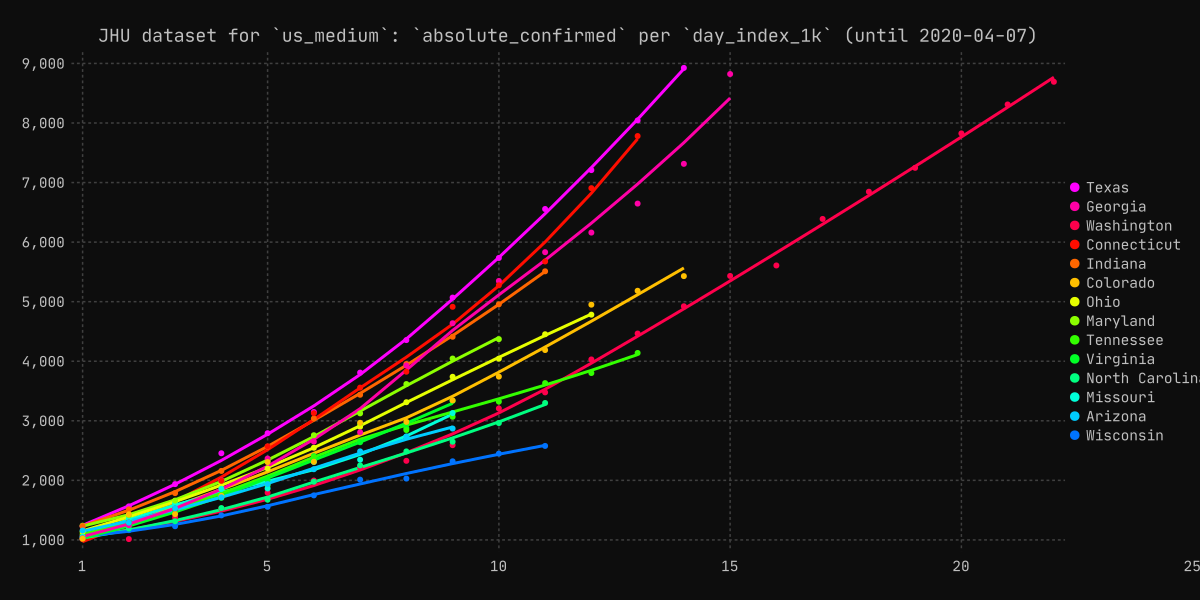 JHU dataset for `us_medium`: `absolute_confirmed` per `day_index_1k` (until 2020-04-07)
9,000
8,000
7,000
6,000
5,000
4,000
3,000
2,000
1,000
1
5
10
15
20
25
Texas
Georgia
Washington
Connecticut
Indiana
Colorado
Ohio
Maryland
Tennessee
Virginia
North Carolina
Missouri
Arizona
Wisconsin